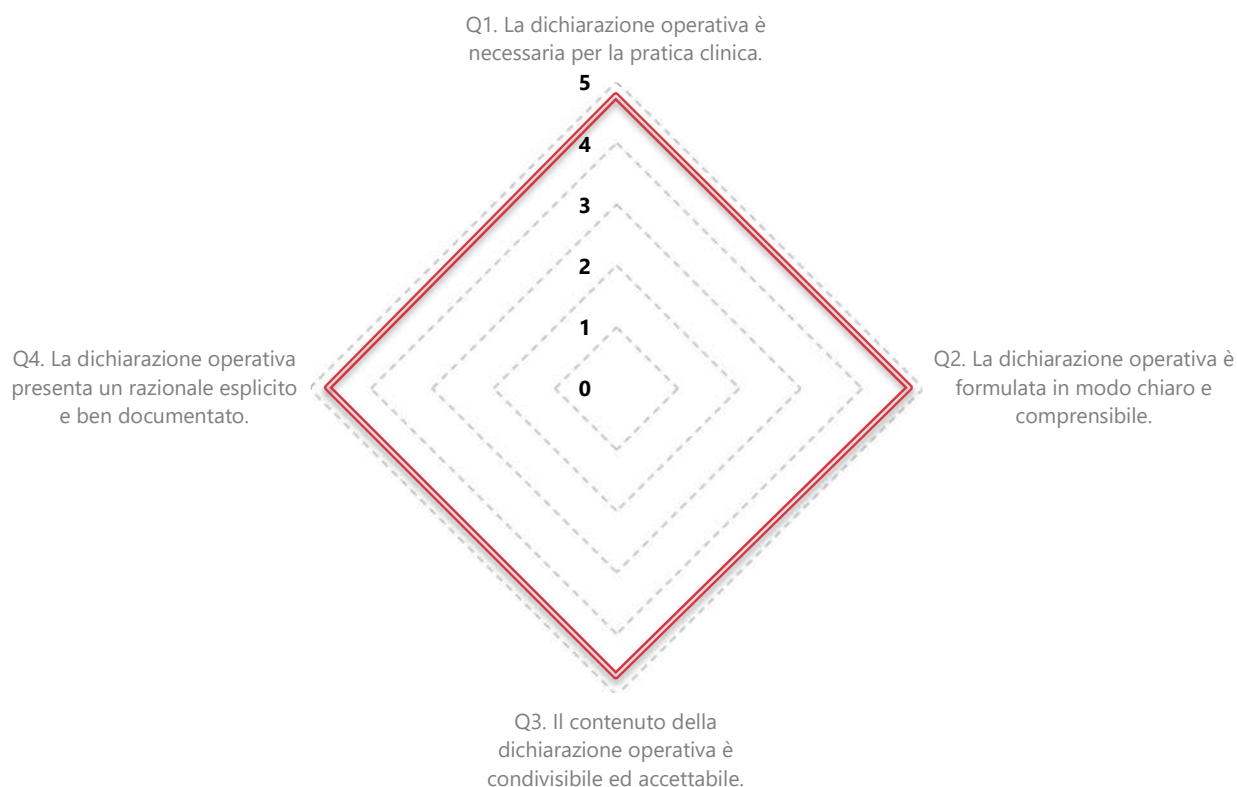 Q1. La dichiarazione operativa è
necessaria per la pratica clinica.
5
4
3
2
1
0
Q4. La dichiarazione operativa
presenta un razionale esplicito
e ben documentato.
Q2. La dichiarazione operativa è
formulata in modo chiaro e
comprensibile.
Q3. Il contenuto della
dichiarazione operativa è
condivisibile ed accettabile.